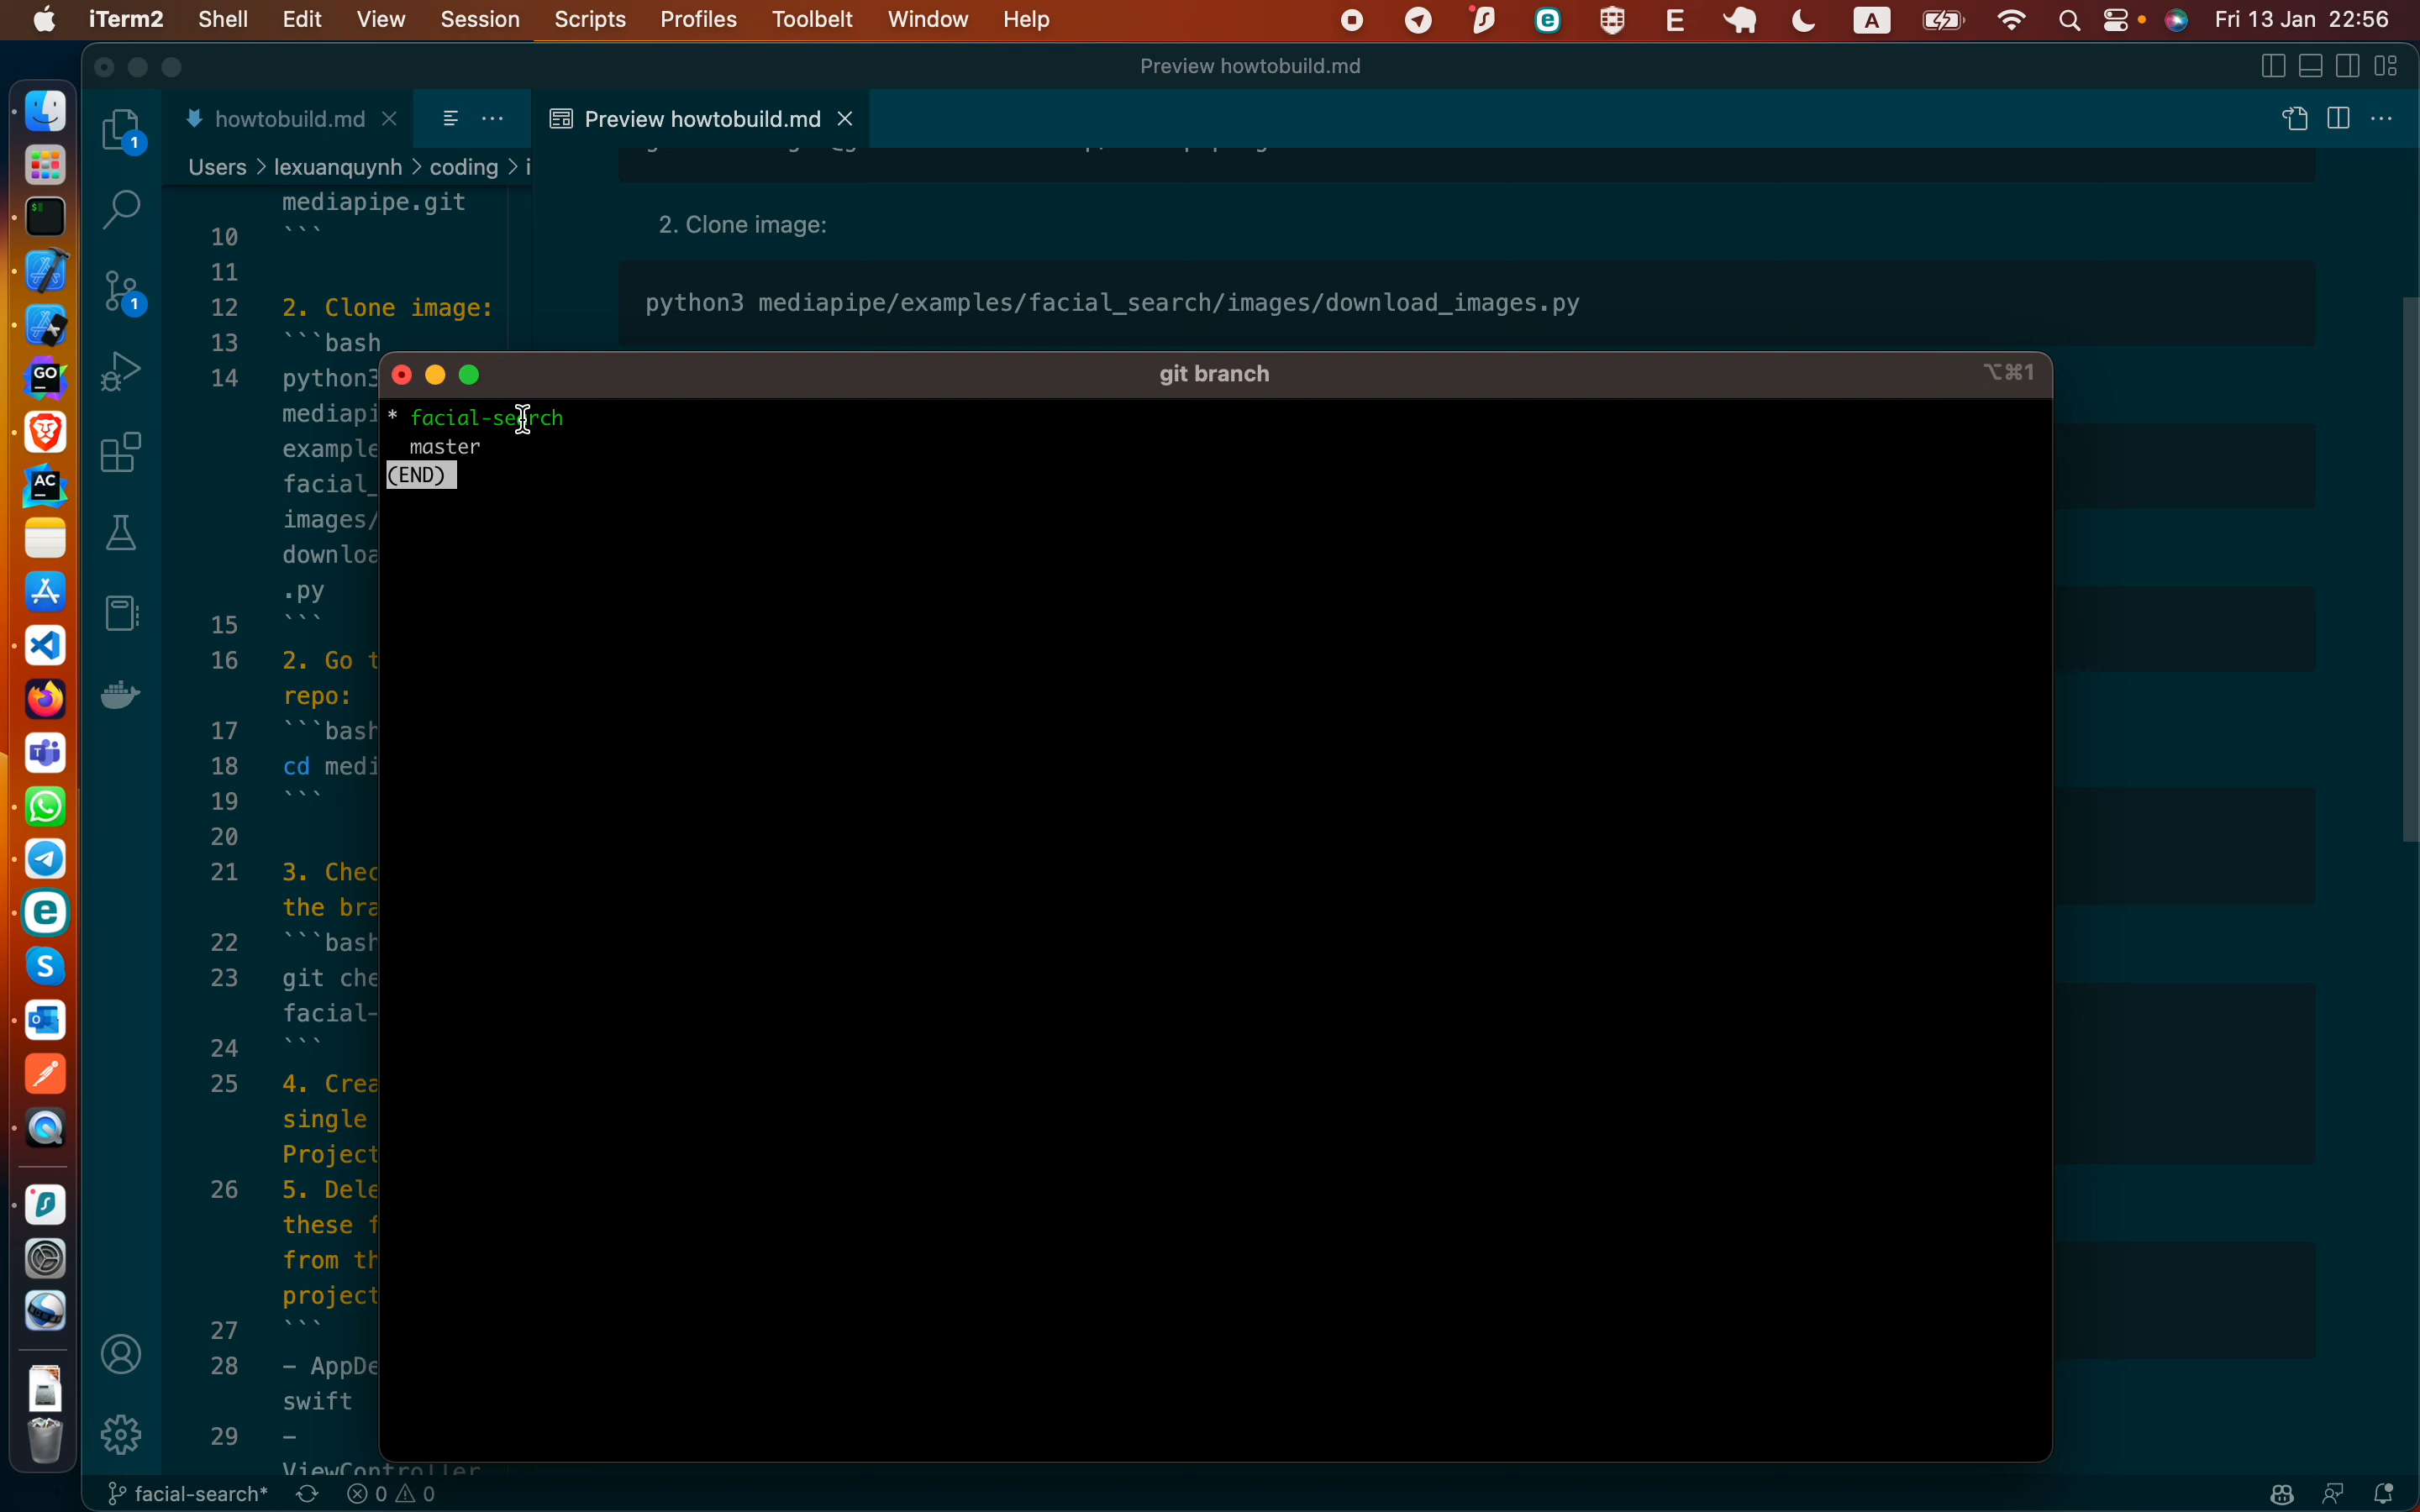 iTerm2 Shell Edit View Session Scripts Profiles Toolbelt Window Help E A Fri 13 Jan 22:56
Preview howtobuild.md
howtobuild.md
Preview howtobuild.md
Users > lexuanquynh > coding > i
mediapipe.git
10 ```
11
12 2. Clone image:
13 ```bash
14 python3
mediapi
example
facial_
images/
downloa
.py
15 ```
16 2. Go t
repo:
17 ```bash
18 cd medi
19 ```
20
21 3. Chec
the bra
22 ```bash
23 git che
facial-
24 ```
25 4. Crea
single
Project
26 5. Dele
these f
from th
project
27 ```
28 - AppDe
swift
29 -
ViewController
2. Clone image:
python3 mediapipe/examples/facial_search/images/download_images.py
git branch
⌥⌘1
* facial-search
master
(END)
1
1
GO
AC
facial-search* 0 0